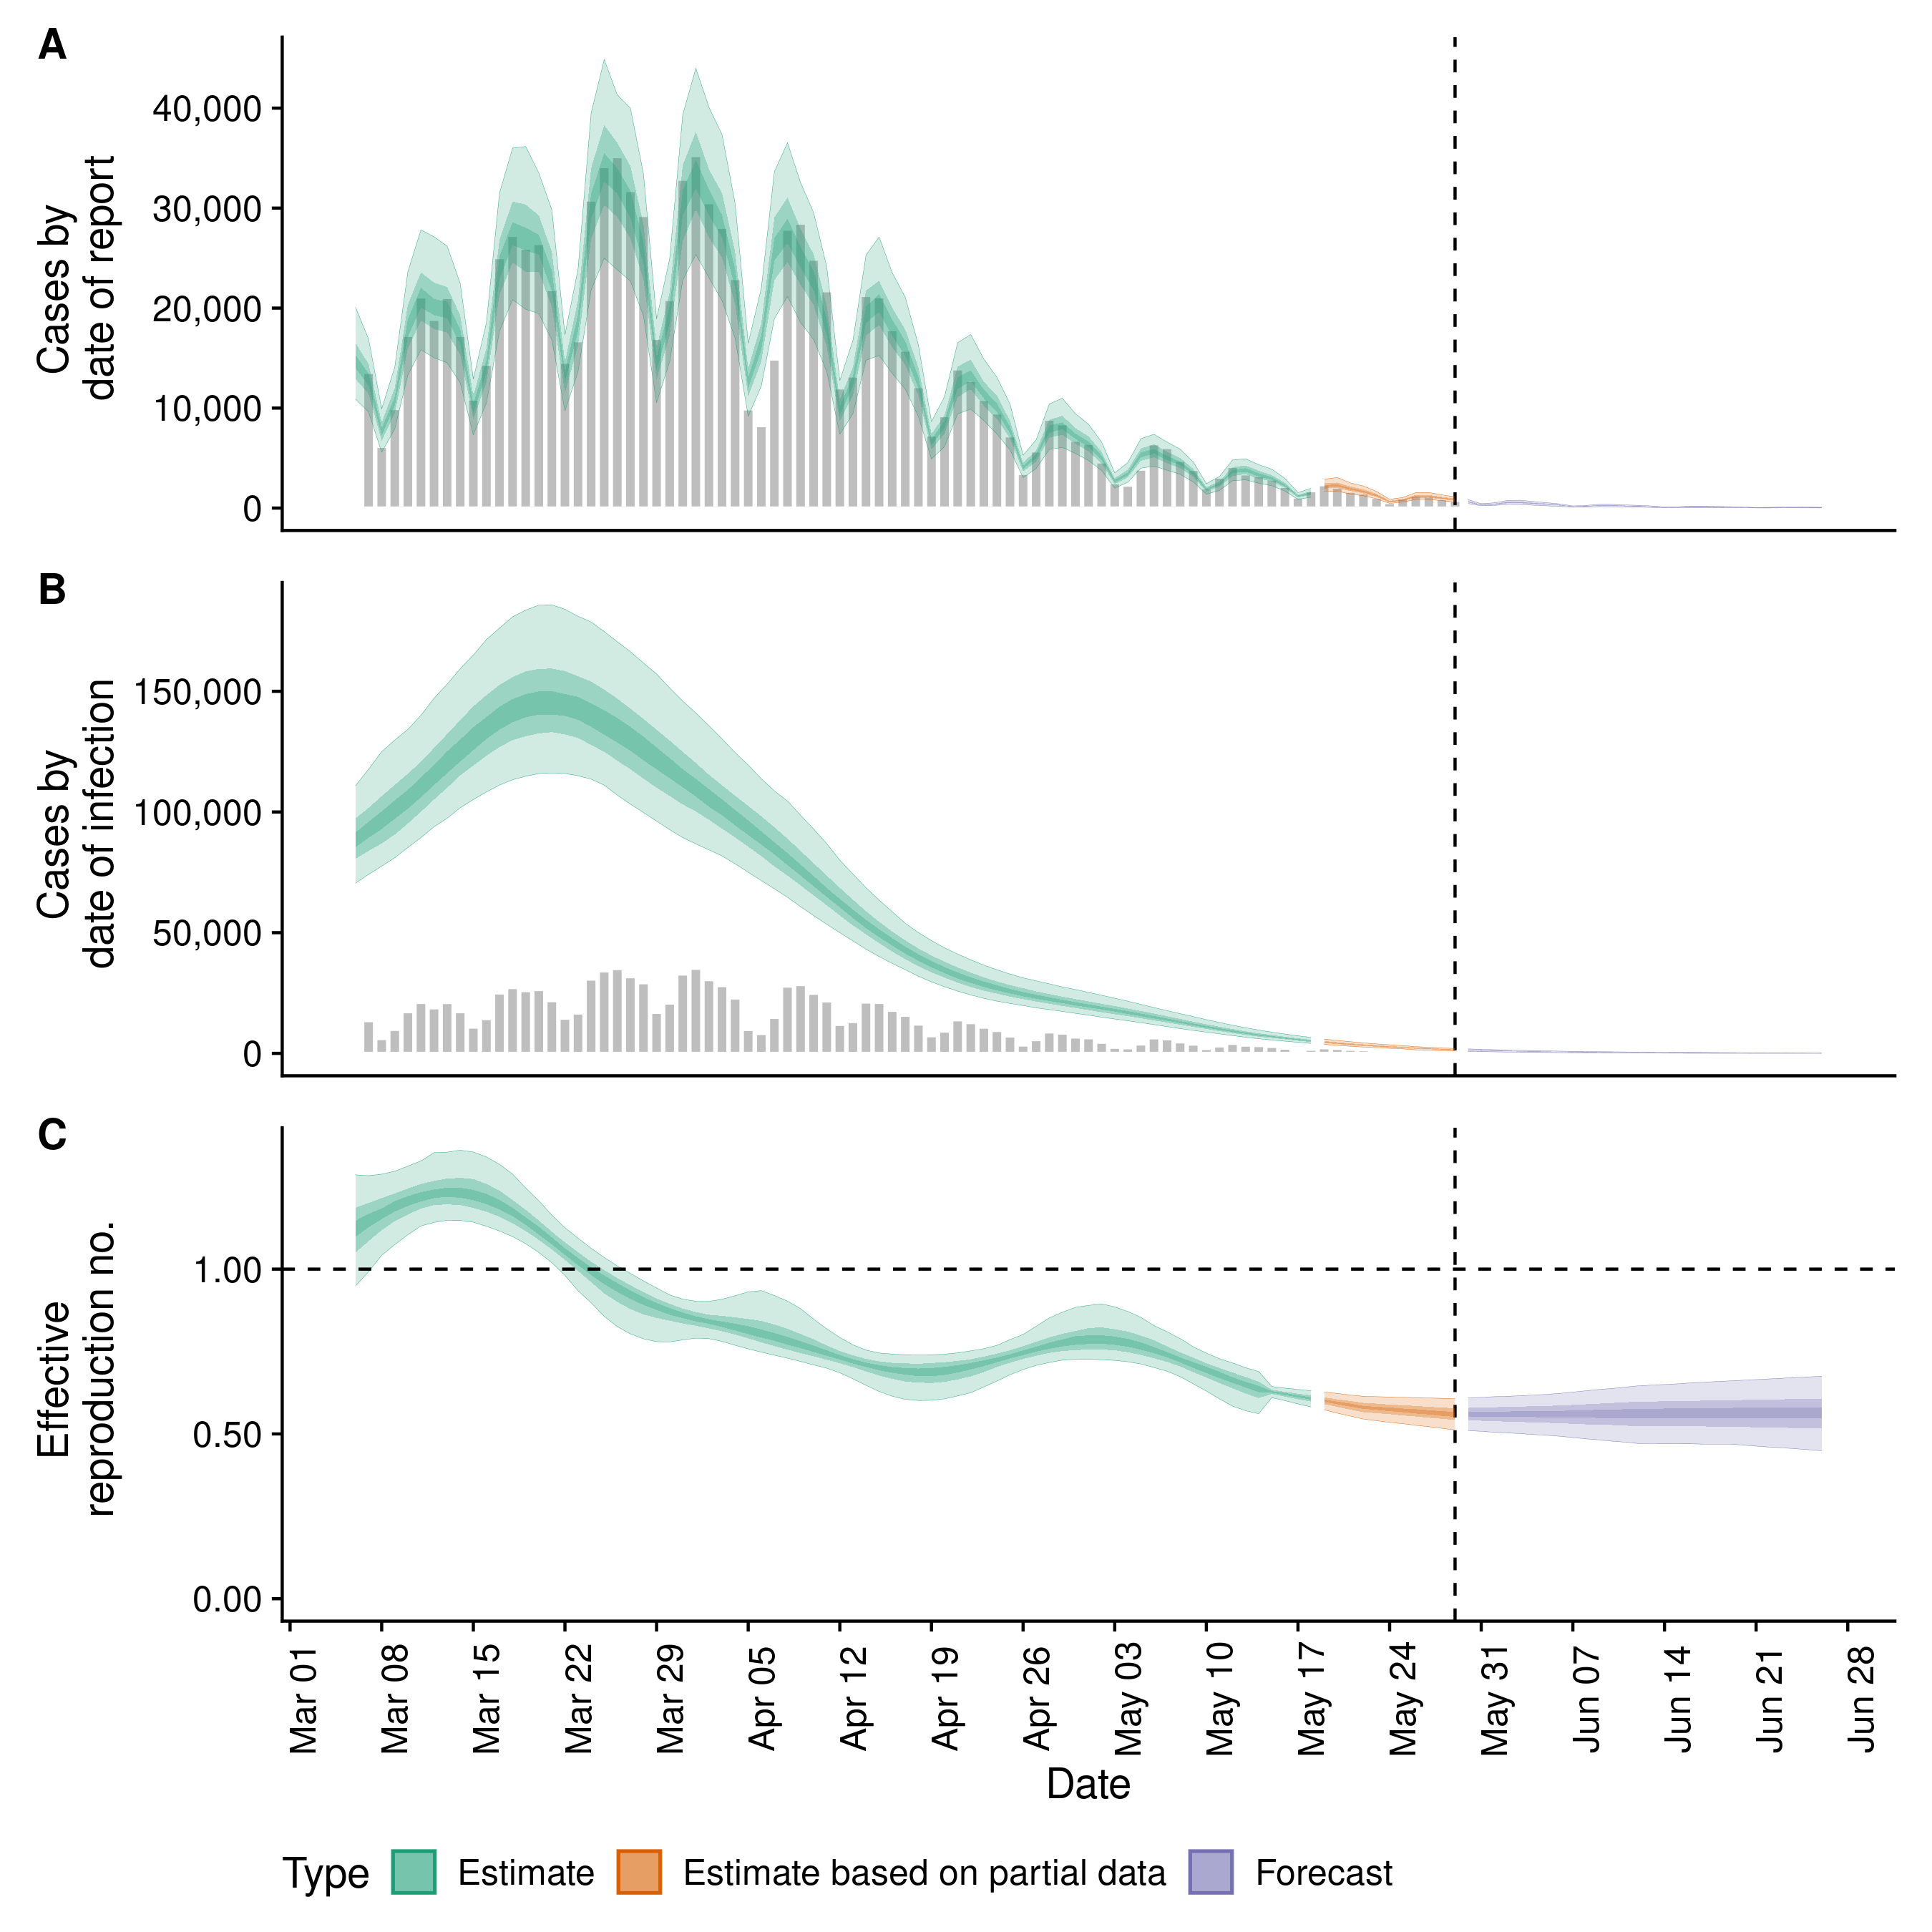 A
Cases by
date of report
40,000
30,000
20,000
10,000
0
B
Cases by
date of infection
150,000
100,000
50,000
0
C
Effective
reproduction no.
1.00
0.50
0.00
Mar 01
Mar 08
Mar 15
Mar 22
Mar 29
Apr 05
Apr 12
Apr 19
Apr 26
May 03
May 10
May 17
May 24
May 31
Jun 07
Jun 14
Jun 21
Jun 28
Date
Type Estimate Estimate based on partial data Forecast